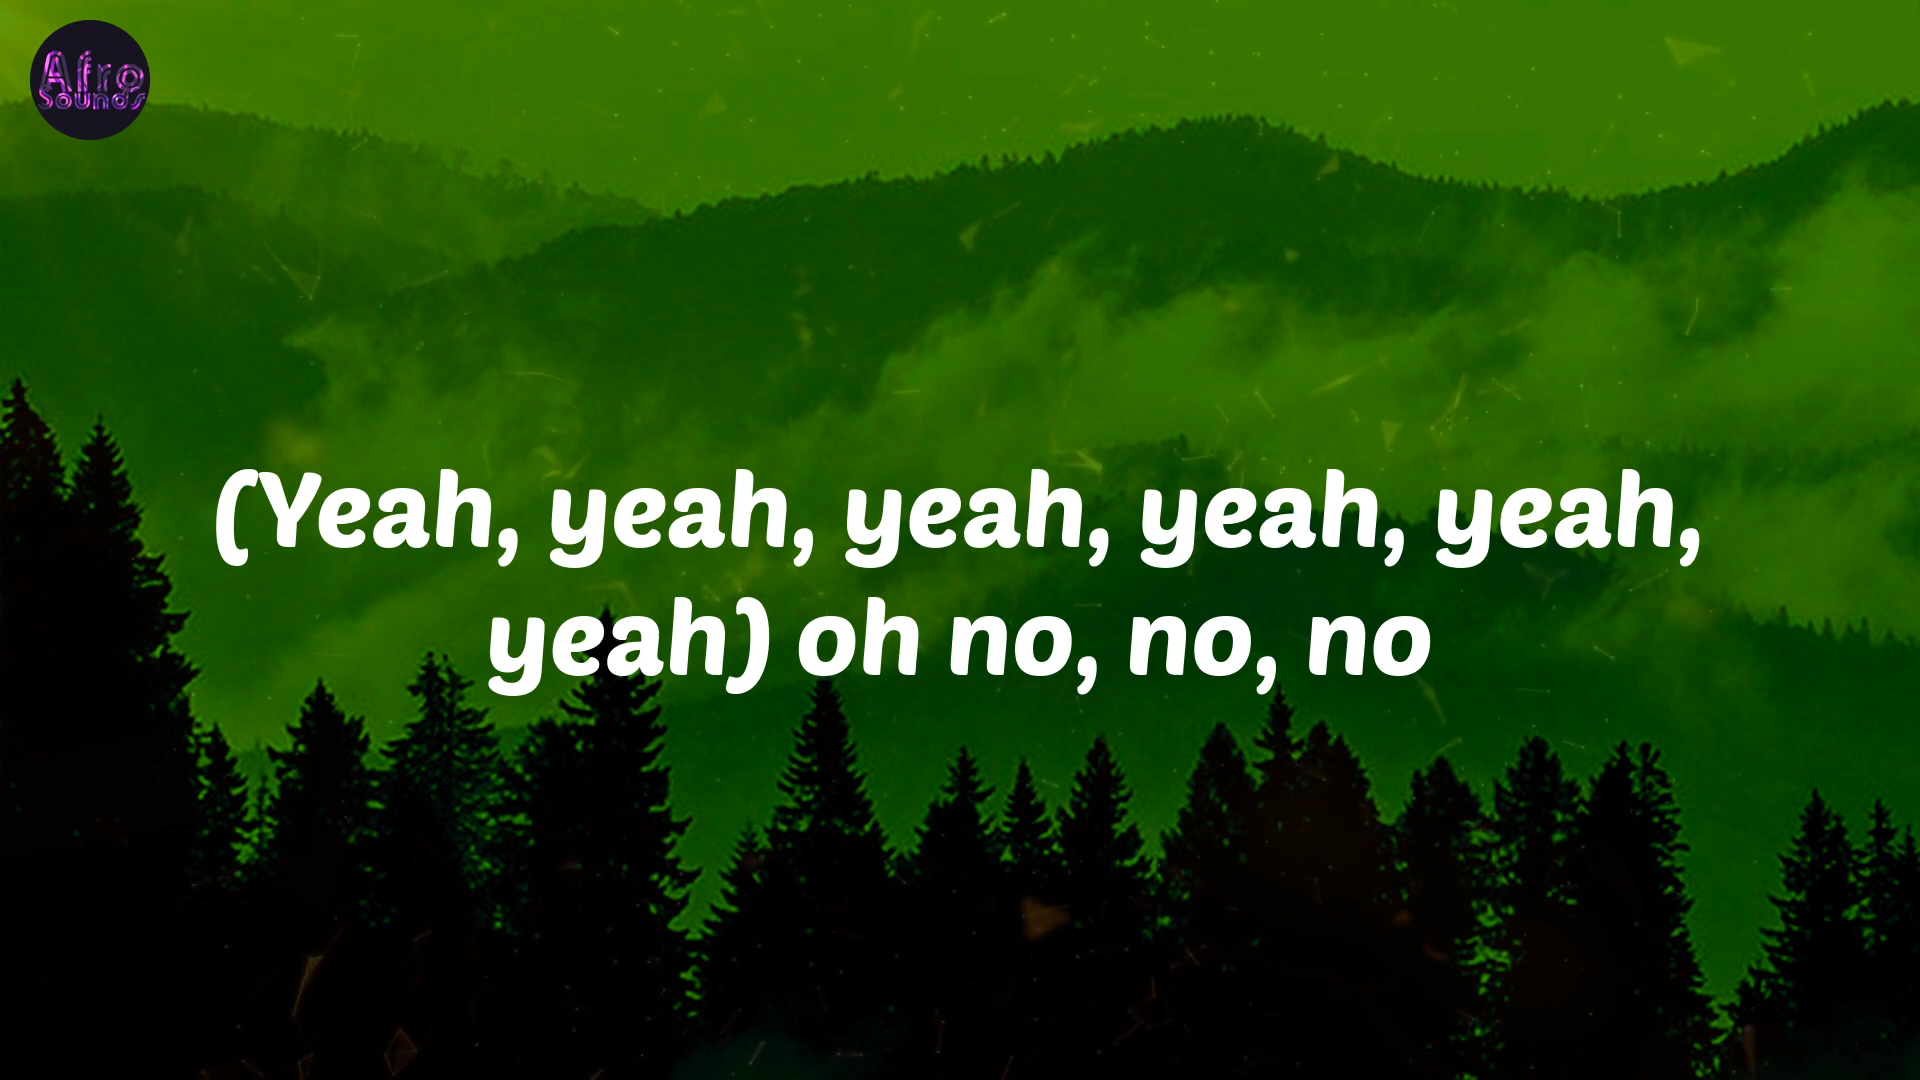 Afro
Sounds
(Yeah, yeah, yeah, yeah, yeah,
yeah) oh no, no, no